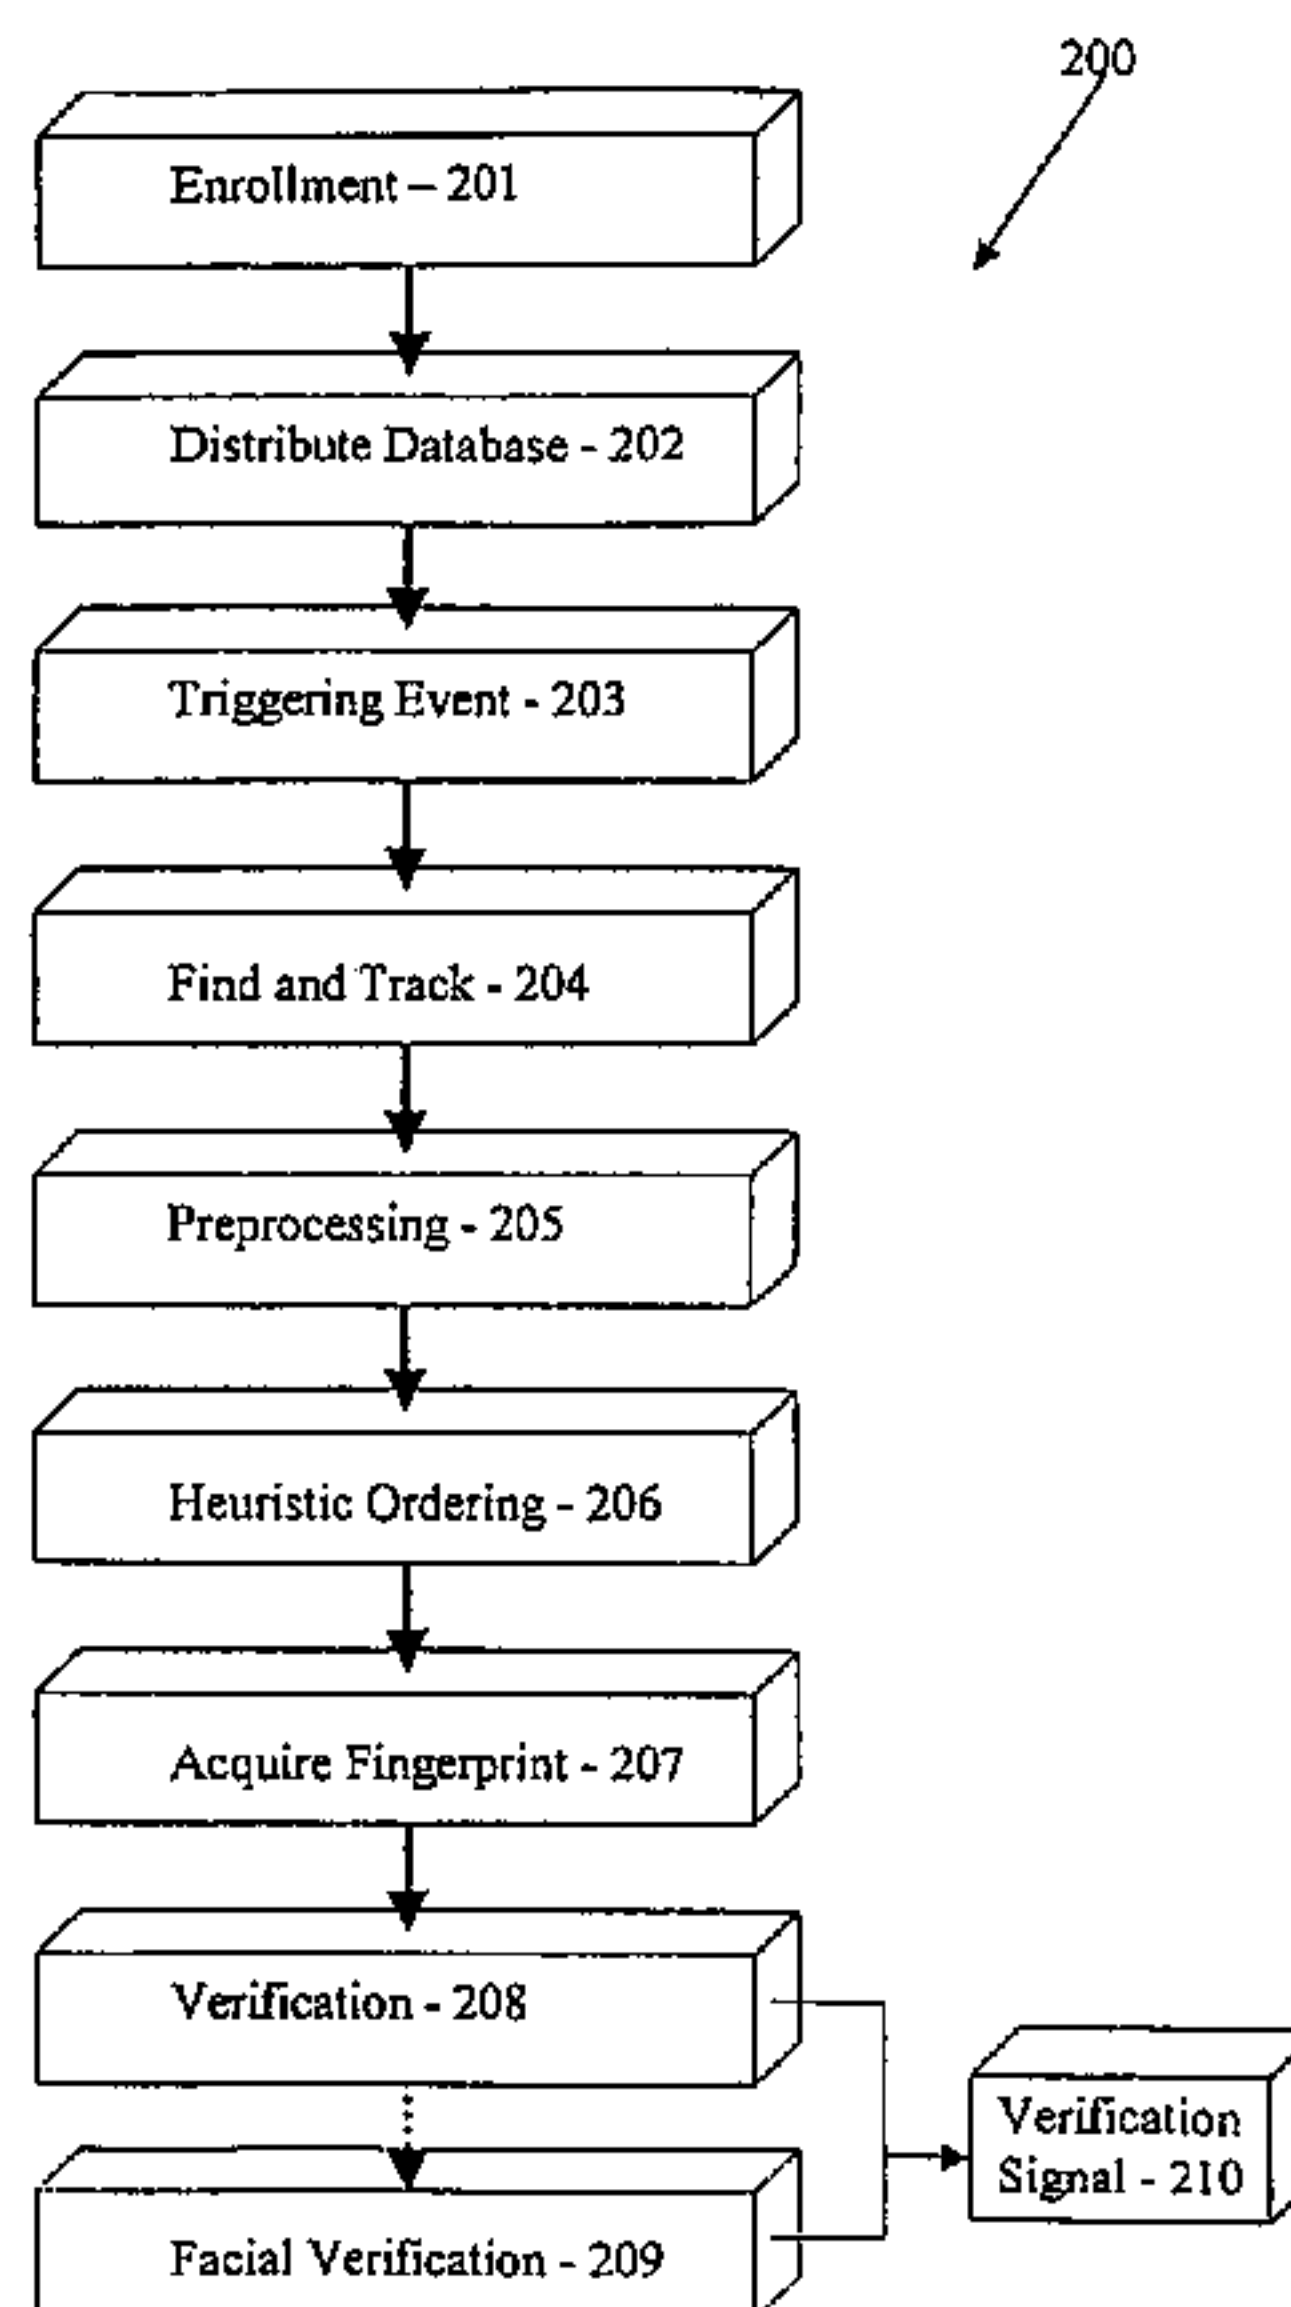 200
Enrollment – 201
Distribute Database - 202
Triggering Event - 203
Find and Track - 204
Preprocessing - 205
Heuristic Ordering - 206
Acquire Fingerprint - 207
Verification - 208
Verification
Signal - 210
Facial Verification - 209